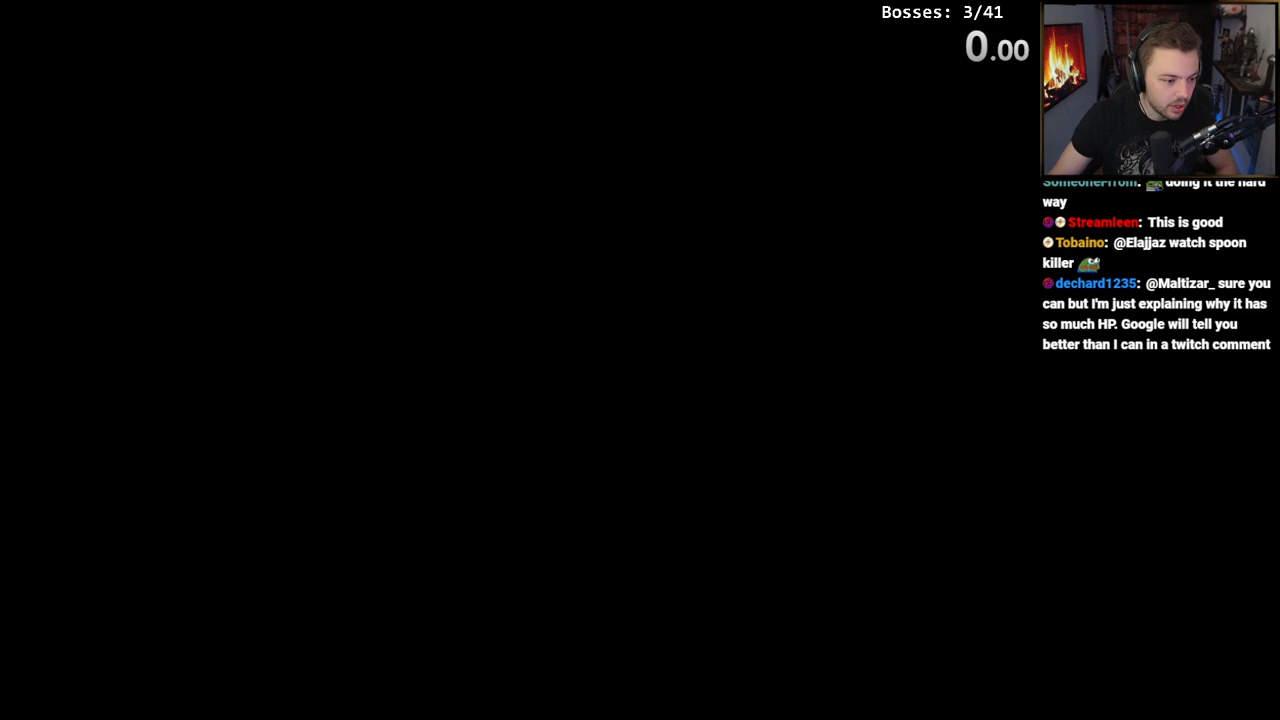 Bosses: 3/41
0.00
SomeoneFrrom: doing it the hard
way
Streamleen: This is good
Tobaino: @Elajjaz watch spoon
killer
dechard1235: @Maltizar_ sure you
can but I'm just explaining why it has
so much HP. Google will tell you
better than I can in a twitch comment